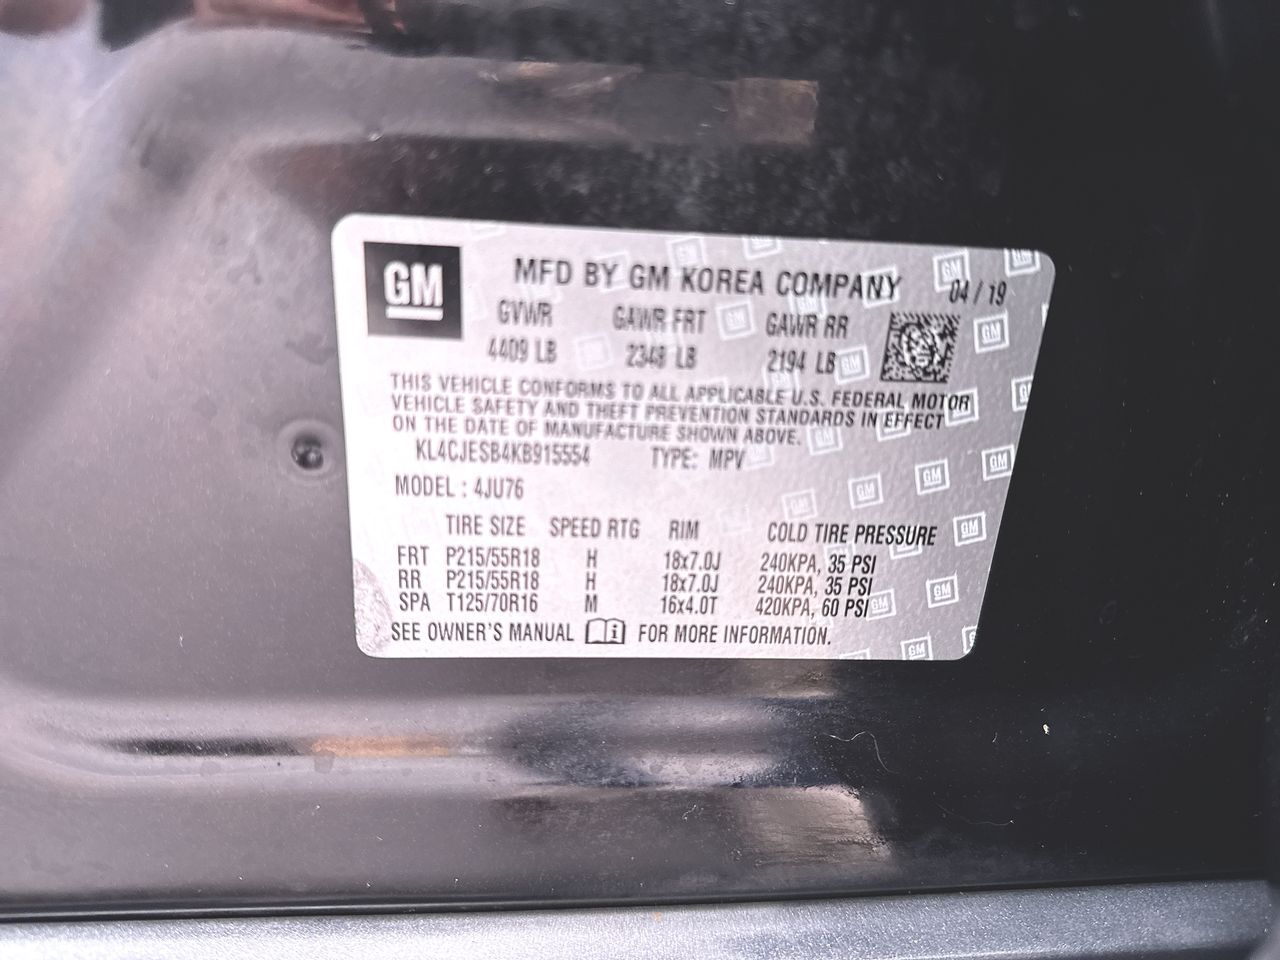 GM
MFD BY GM KOREA COMPANY 04 / 19
GVWR GAWR FRT GAWR RR
4409 LB 2348 LB 2194 LB
THIS VEHICLE CONFORMS TO ALL APPLICABLE U.S. FEDERAL MOTOR
VEHICLE SAFETY AND THEFT PREVENTION STANDARDS IN EFFECT
ON THE DATE OF MANUFACTURE SHOWN ABOVE.
KL4CJESB4KB915554 TYPE: MPV
MODEL : 4JU76
TIRE SIZE SPEED RTG RIM COLD TIRE PRESSURE
FRT P215/55R18 H 18x7.0J 240KPA, 35 PSI
RR P215/55R18 H 18x7.0J 240KPA, 35 PSI
SPA T125/70R16 M 16x4.0T 420KPA, 60 PSI
SEE OWNER'S MANUAL i FOR MORE INFORMATION.